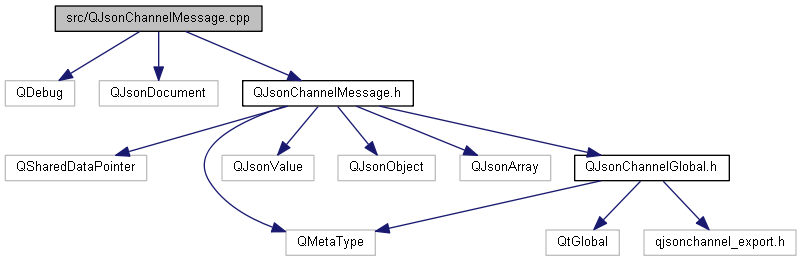 src/QJsonChannelMessage.cpp
QDebug
QJsonDocument
QJsonChannelMessage.h
QSharedDataPointer
QJsonValue
QJsonObject
QJsonArray
QJsonChannelGlobal.h
QMetaType
QtGlobal
qjsonchannel_export.h